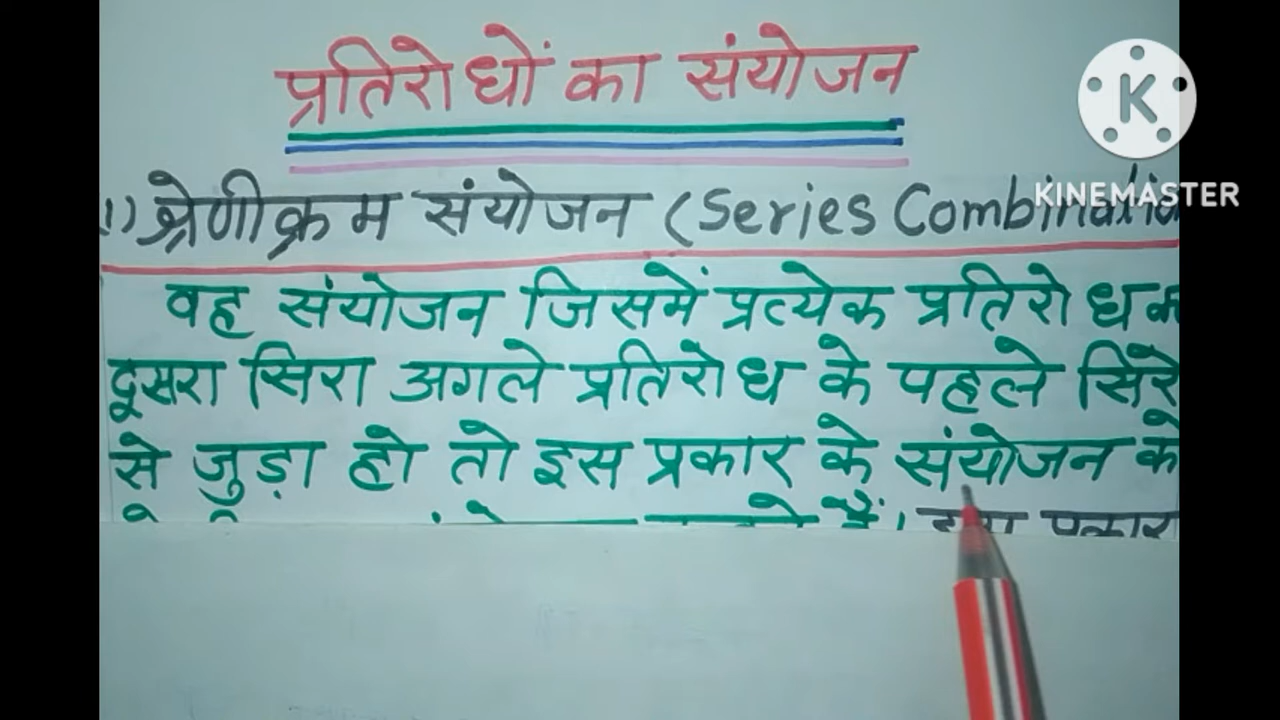 प्रतिरोधों का संयोजन
K
KINEMASTER
1) श्रेणीक्रम संयोजन (Series Combinatio
वह संयोजन जिसमें प्रत्येक प्रतिरोध क
दूसरा सिरा अगले प्रतिरोध के पहले सिरे
से जुड़ा हो तो इस प्रकार के संयोजन को